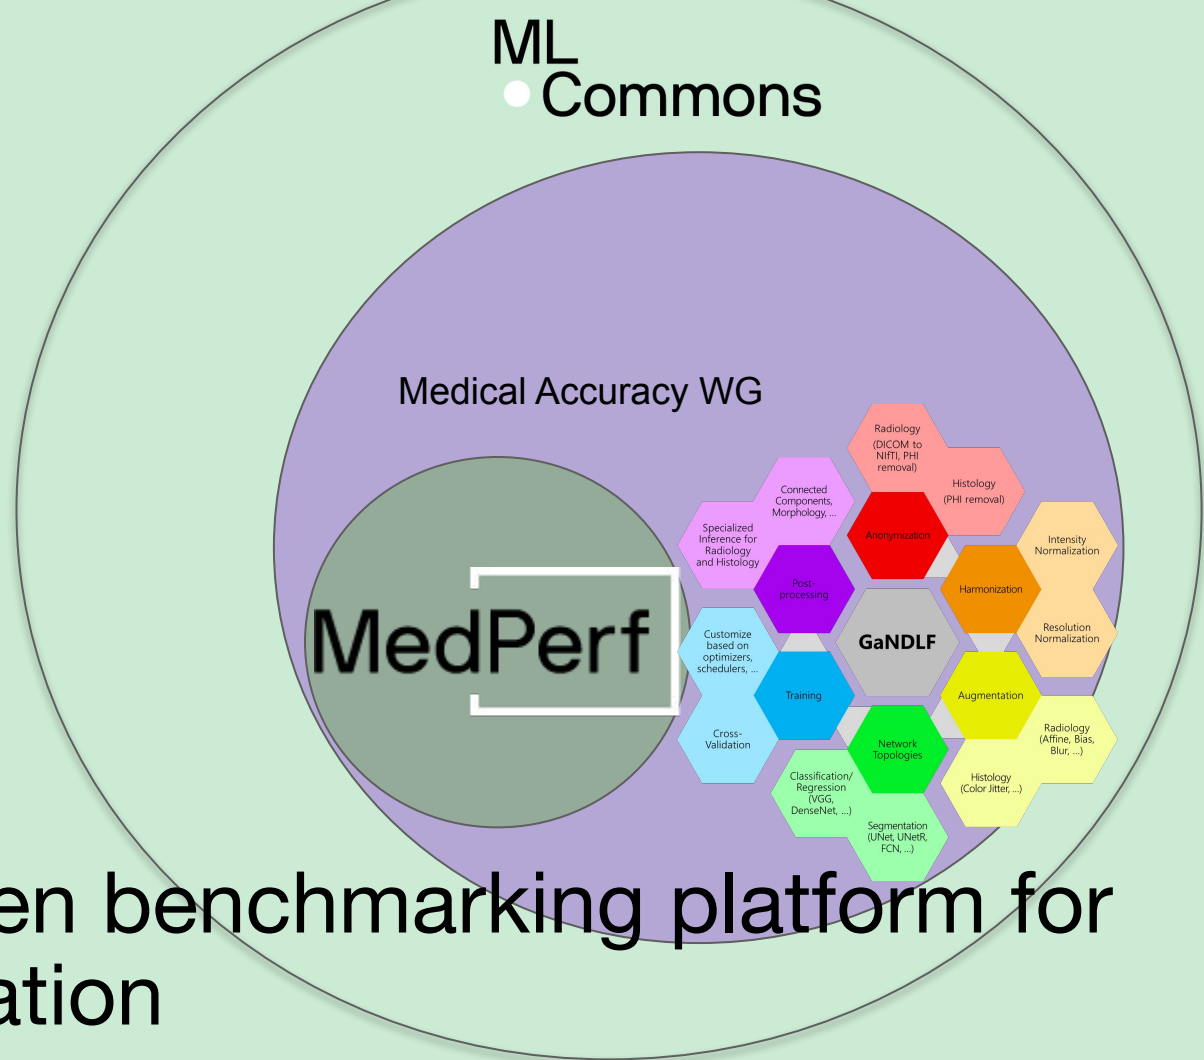 ML
Commons
Medical Accuracy WG
MedPerf
Radiology
(DICOM to
NIfTI, PHI
removal)
Histology
(PHI removal)
Connected
Components,
Morphology, ...
Specialized
Inference for
Radiology
and Histology
Anonymization
Intensity
Normalization
Post-
processing
Harmonization
Resolution
Normalization
GaNDLF
Customize
based on
optimizers,
schedulers, ...
Training
Augmentation
Cross-
Validation
Network
Topologies
Radiology
(Affine, Bias,
Blur, ...)
Classification/
Regression
(VGG,
DenseNet, ...)
Histology
(Color Jitter, ...)
Segmentation
(UNet, UNetR,
FCN, ...)
en benchmarking platform for
ation